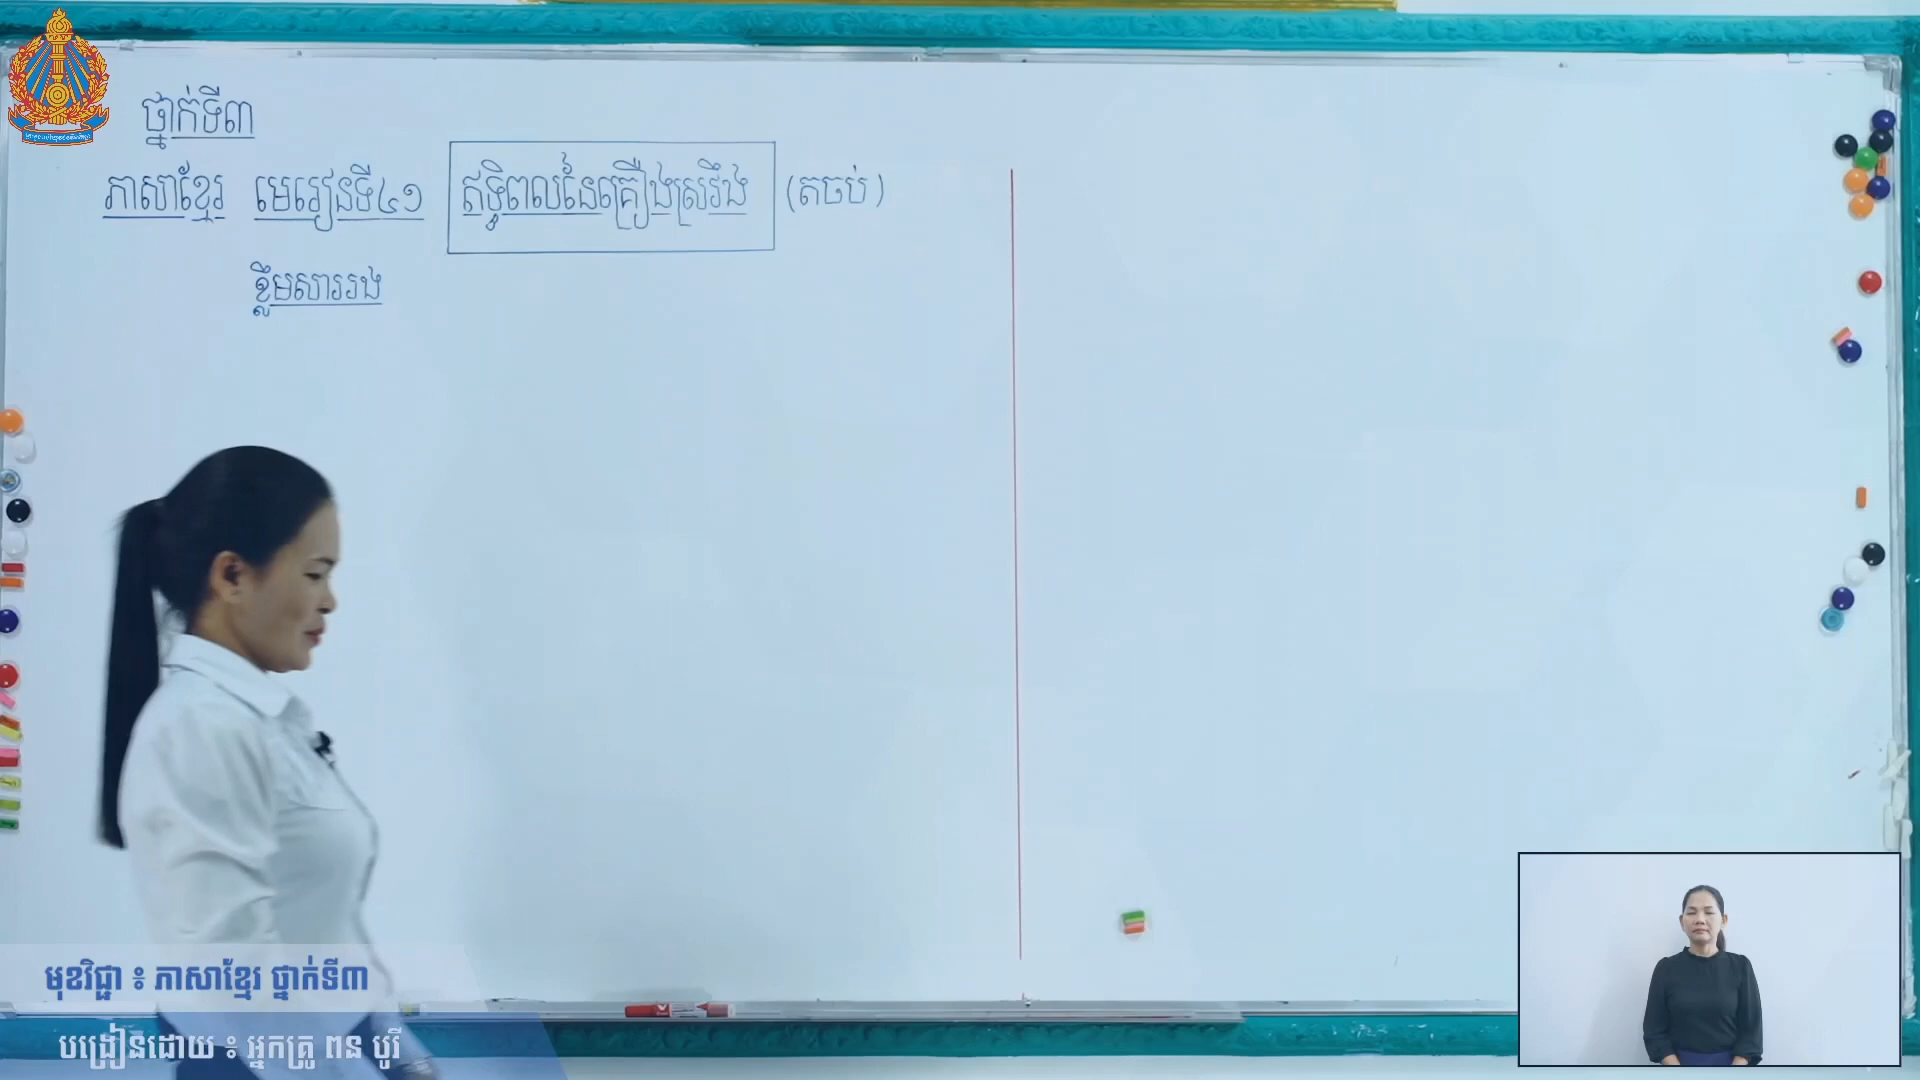 ថ្នាក់ទី៣
ភាសាខ្មែរ មេរៀនទី៤១ ឥទ្ធិពលនៃគ្រឿងស្រវឹង (តចប់)
ខ្លឹមសាររង
មុខវិជ្ជា ៖ ភាសាខ្មែរ ថ្នាក់ទី៣
បង្រៀនដោយ ៖ អ្នកគ្រូ ពន បូរី